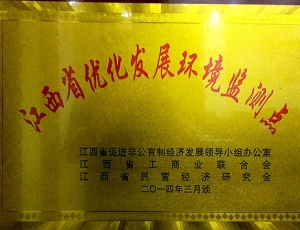 江西省优化发展环境监测点
江西省促进非公有制经济发展领导小组办公室
江西省工商业联合会
江西省民营经济研究会
二〇一四年三月颁